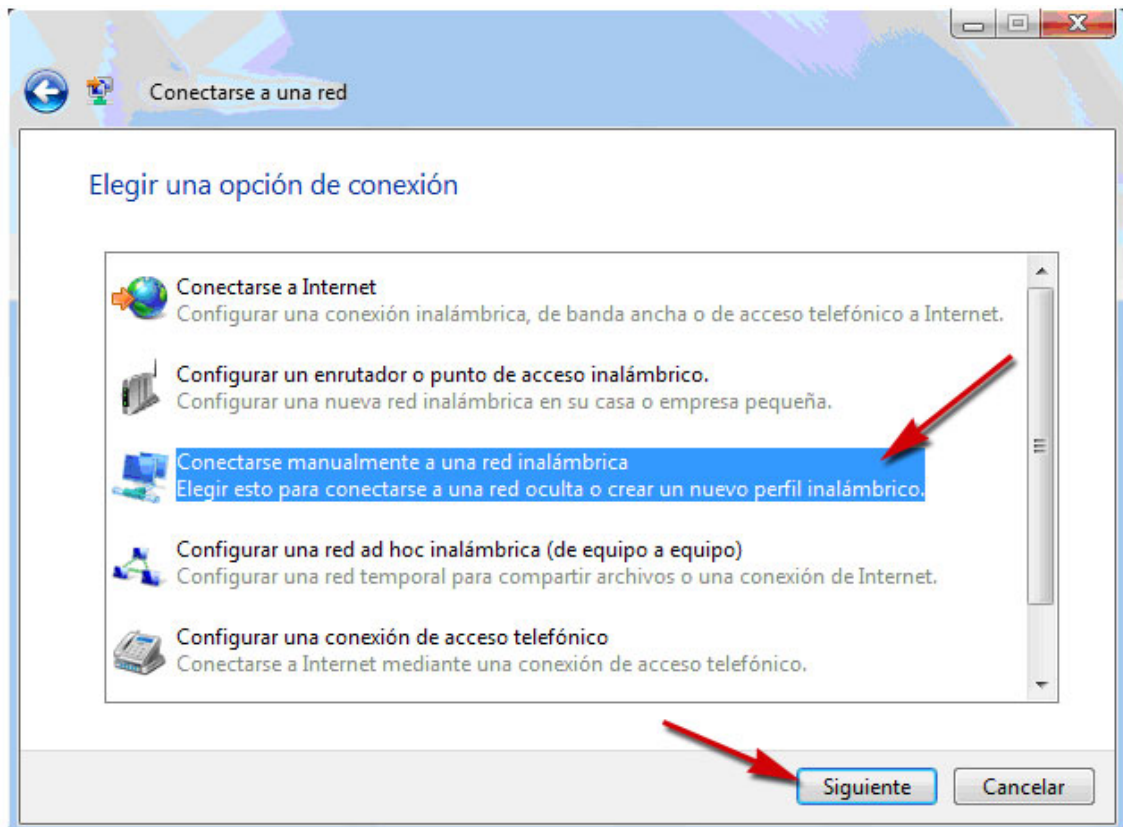 Conectarse a una red
Elegir una opción de conexión
Conectarse a Internet
Configurar una conexión inalámbrica, de banda ancha o de acceso telefónico a Internet.
Configurar un enrutador o punto de acceso inalámbrico.
Configurar una nueva red inalámbrica en su casa o empresa pequeña.
Conectarse manualmente a una red inalámbrica
Elegir esto para conectarse a una red oculta o crear un nuevo perfil inalámbrico.
Configurar una red ad hoc inalámbrica (de equipo a equipo)
Configurar una red temporal para compartir archivos o una conexión de Internet.
Configurar una conexión de acceso telefónico
Conectarse a Internet mediante una conexión de acceso telefónico.
Siguiente
Cancelar